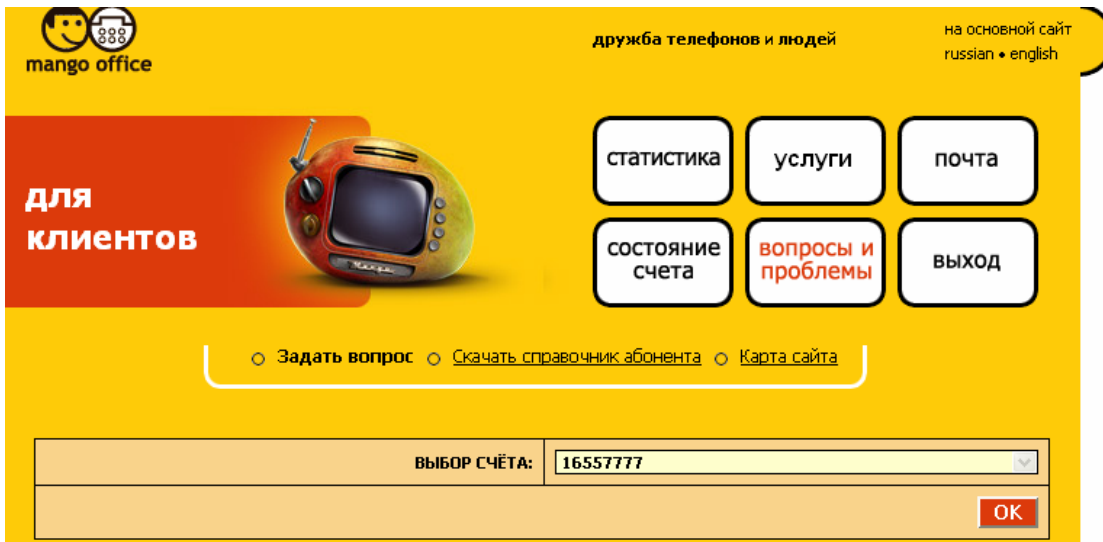 mango office
дружба телефонов и людей
на основной сайт
russian • english
для
клиентов
статистика
услуги
почта
состояние
счета
вопросы и
проблемы
выход
Задать вопрос
Скачать справочник абонента
Карта сайта
ВЫБОР СЧЁТА:
16557777
OK